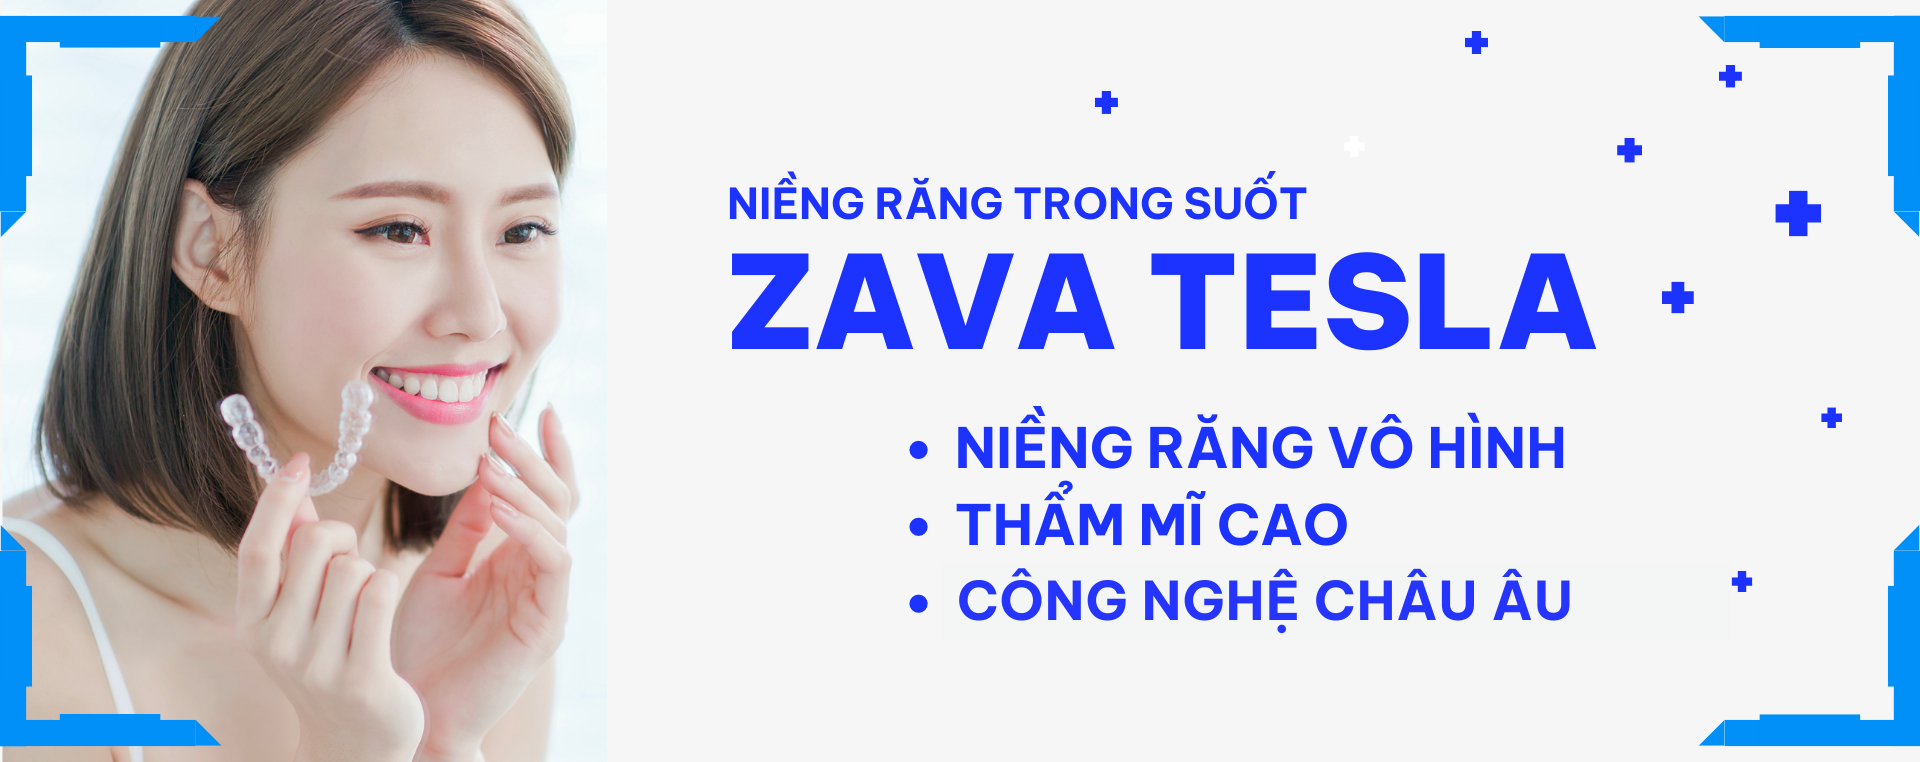 NIỀNG RĂNG TRONG SUỐT
ZAVA TESLA
• NIỀNG RĂNG VÔ HÌNH
• THẨM MĨ CAO
• CÔNG NGHỆ CHÂU ÂU